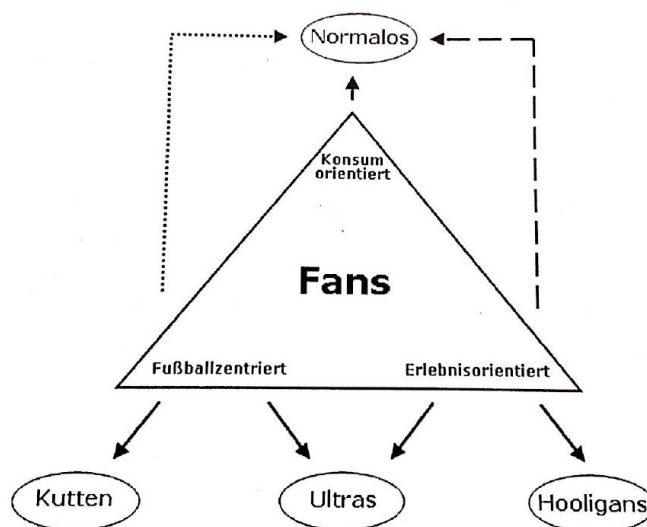 Normalos
Konsum
orientiert
Fans
Fußballzentriert
Erlebnisorientiert
Kutten
Ultras
Hooligans